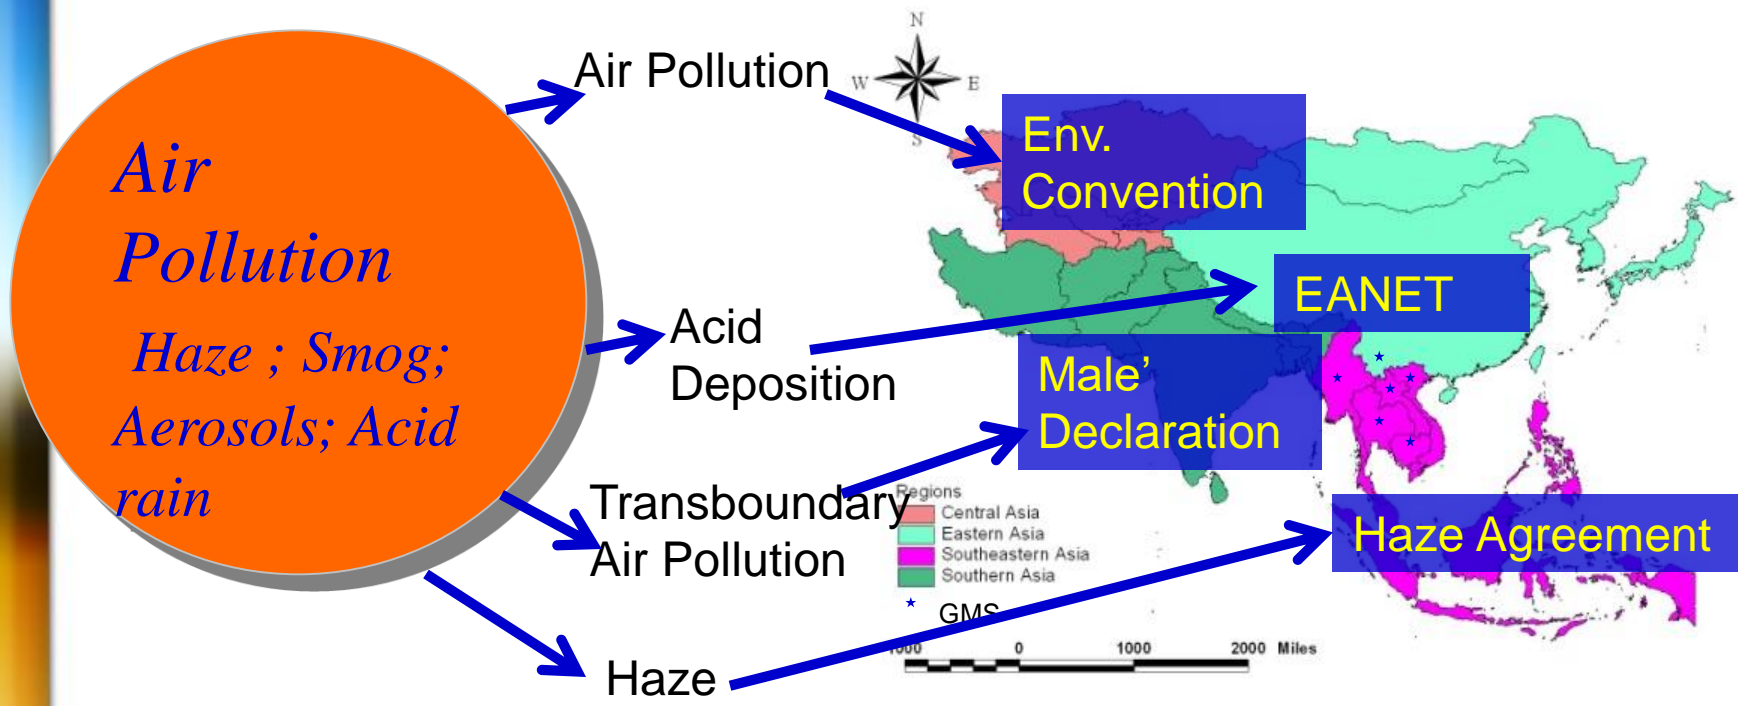 Air
Pollution
Haze ; Smog;
Aerosols; Acid
rain
Air Pollution
Acid
Deposition
Transboundary
Air Pollution
Haze
N
W
E
S
Env.
Convention
EANET
Male’
Declaration
Haze Agreement
Regions
Central Asia
Eastern Asia
Southeastern Asia
Southern Asia
GMS
1000 0 1000 2000 Miles